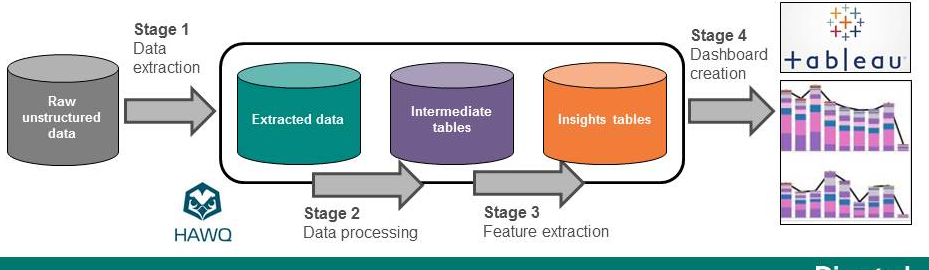 Stage 1
Data
extraction
Raw
unstructured
data
Extracted data
Intermediate
tables
Insights tables
Stage 2
Data processing
Stage 3
Feature extraction
Stage 4
Dashboard
creation
+ a b l e a u
HAWQ